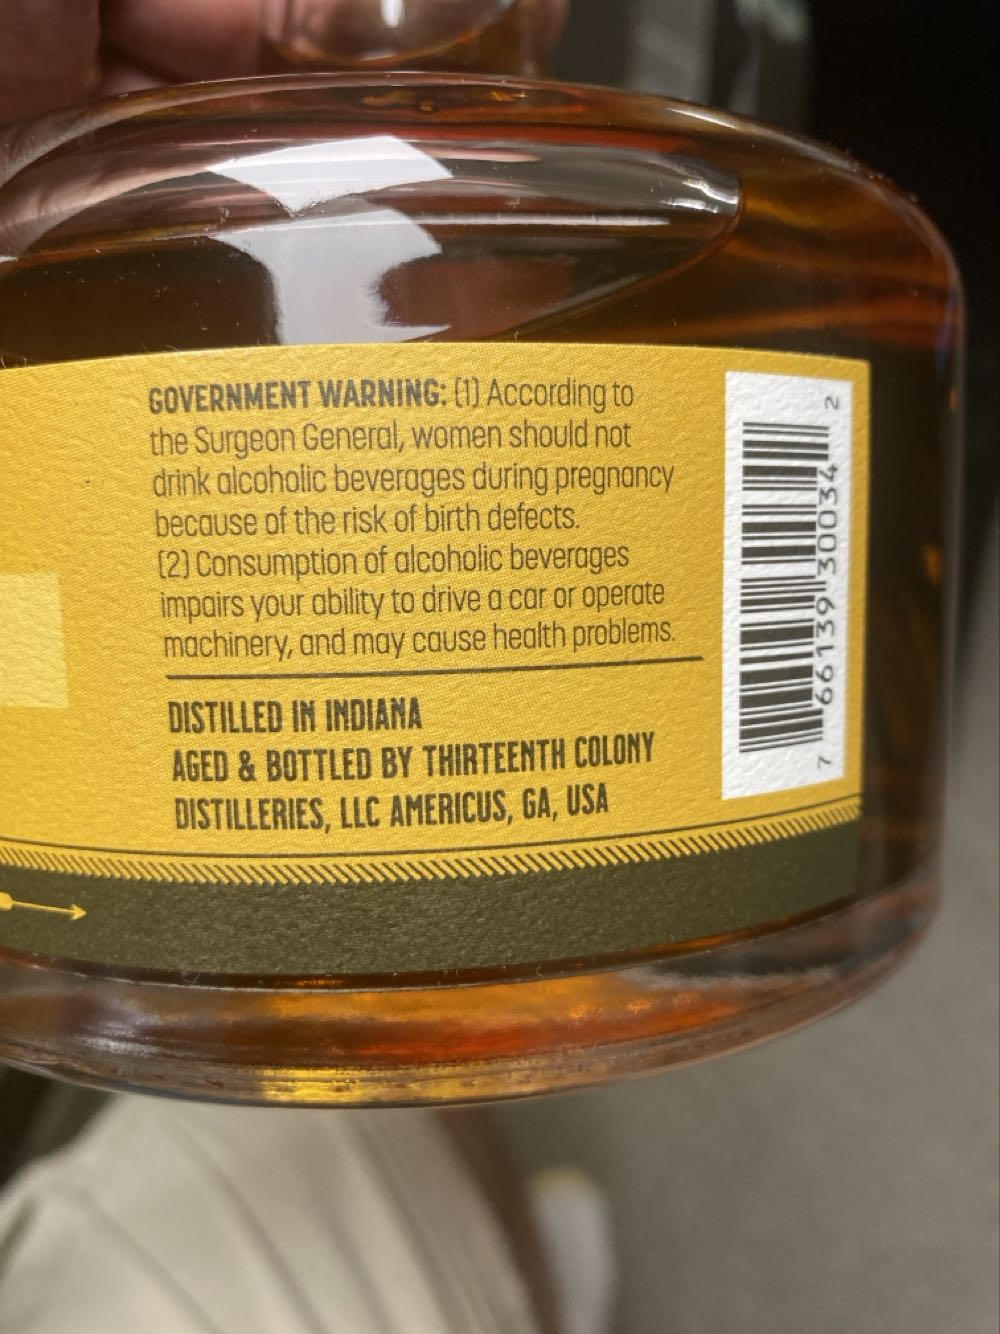 GOVERNMENT WARNING: (1) According to
the Surgeon General, women should not
drink alcoholic beverages during pregnancy
because of the risk of birth defects.
(2) Consumption of alcoholic beverages
impairs your ability to drive a car or operate
machinery, and may cause health problems.
DISTILLED IN INDIANA
AGED & BOTTLED BY THIRTEENTH COLONY
DISTILLERIES, LLC AMERICUS, GA, USA
7 66139 30034 2